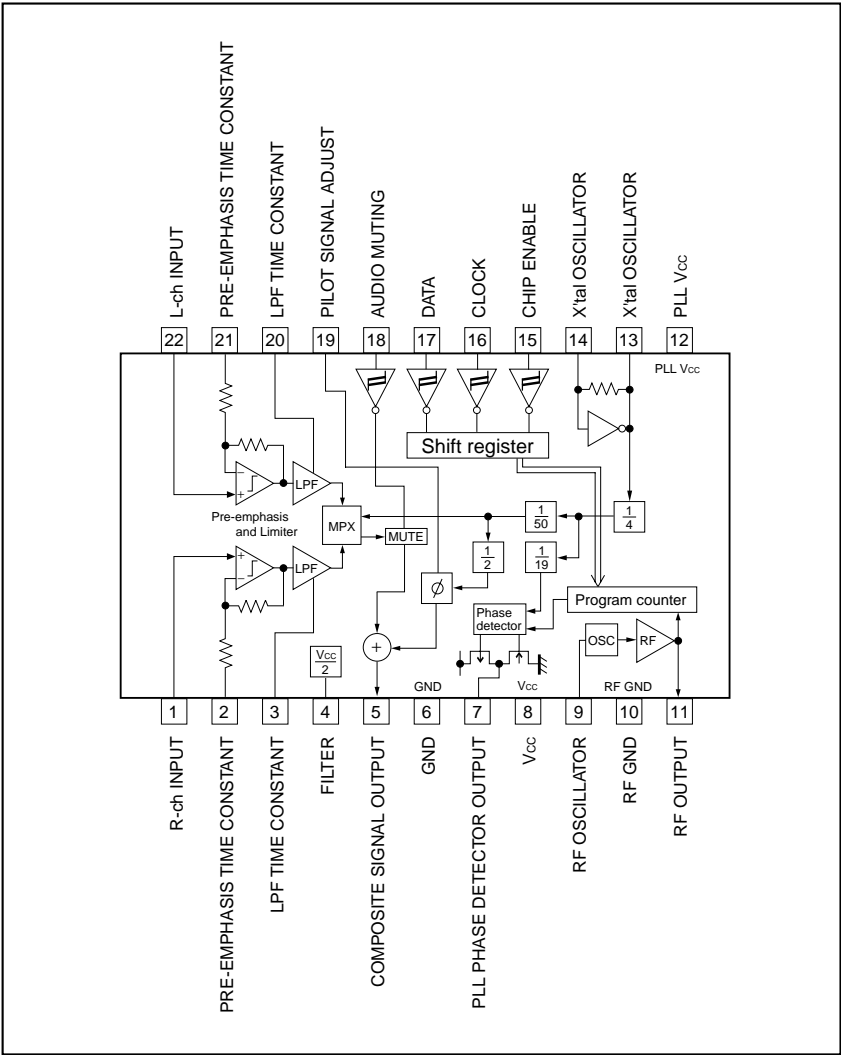 L-ch INPUT
PRE-EMPHASIS TIME CONSTANT
LPF TIME CONSTANT
PILOT SIGNAL ADJUST
AUDIO MUTING
DATA
CLOCK
CHIP ENABLE
X'tal OSCILLATOR
X'tal OSCILLATOR
PLL Vcc
22
21
20
19
18
17
16
15
14
13
12
PLL Vcc
Shift register
LPF
Pre-emphasis
and Limiter
MPX
MUTE
1
50
1
4
1
2
1
19
LPF
ϕ
Phase
detector
Program counter
+
Vcc
2
OSC
RF
GND
Vcc
RF GND
1
2
3
4
5
6
7
8
9
10
11
R-ch INPUT
PRE-EMPHASIS TIME CONSTANT
LPF TIME CONSTANT
FILTER
COMPOSITE SIGNAL OUTPUT
GND
PLL PHASE DETECTOR OUTPUT
Vcc
RF OSCILLATOR
RF GND
RF OUTPUT